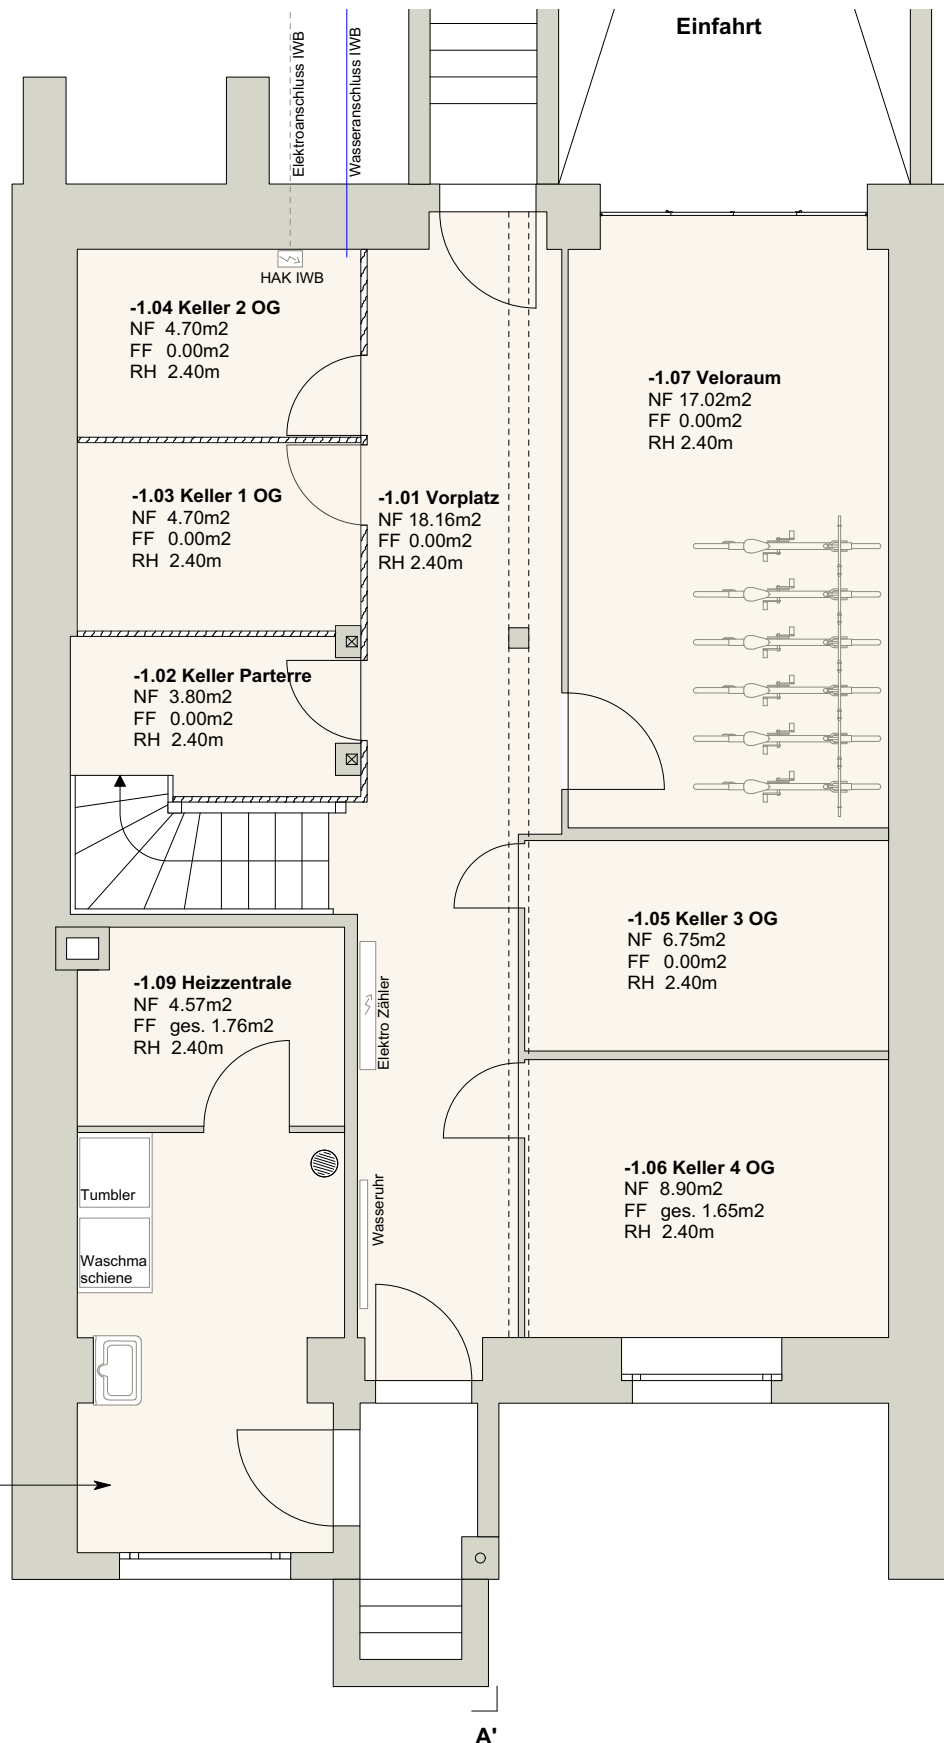 Einfahrt
Elektroanschluss IWB
Wasseranschluss IWB
HAK IWB
-1.04 Keller 2 OG
NF 4.70m2
FF 0.00m2
RH 2.40m
-1.07 Veloraum
NF 17.02m2
FF 0.00m2
RH 2.40m
-1.03 Keller 1 OG
NF 4.70m2
FF 0.00m2
RH 2.40m
-1.01 Vorplatz
NF 18.16m2
FF 0.00m2
RH 2.40m
-1.02 Keller Parterre
NF 3.80m2
FF 0.00m2
RH 2.40m
-1.05 Keller 3 OG
NF 6.75m2
FF 0.00m2
RH 2.40m
-1.09 Heizzentrale
NF 4.57m2
FF ges. 1.76m2
RH 2.40m
Elektro Zähler
-1.06 Keller 4 OG
NF 8.90m2
FF ges. 1.65m2
RH 2.40m
Tumbler
Wasseruhr
Waschma
schiene
A'